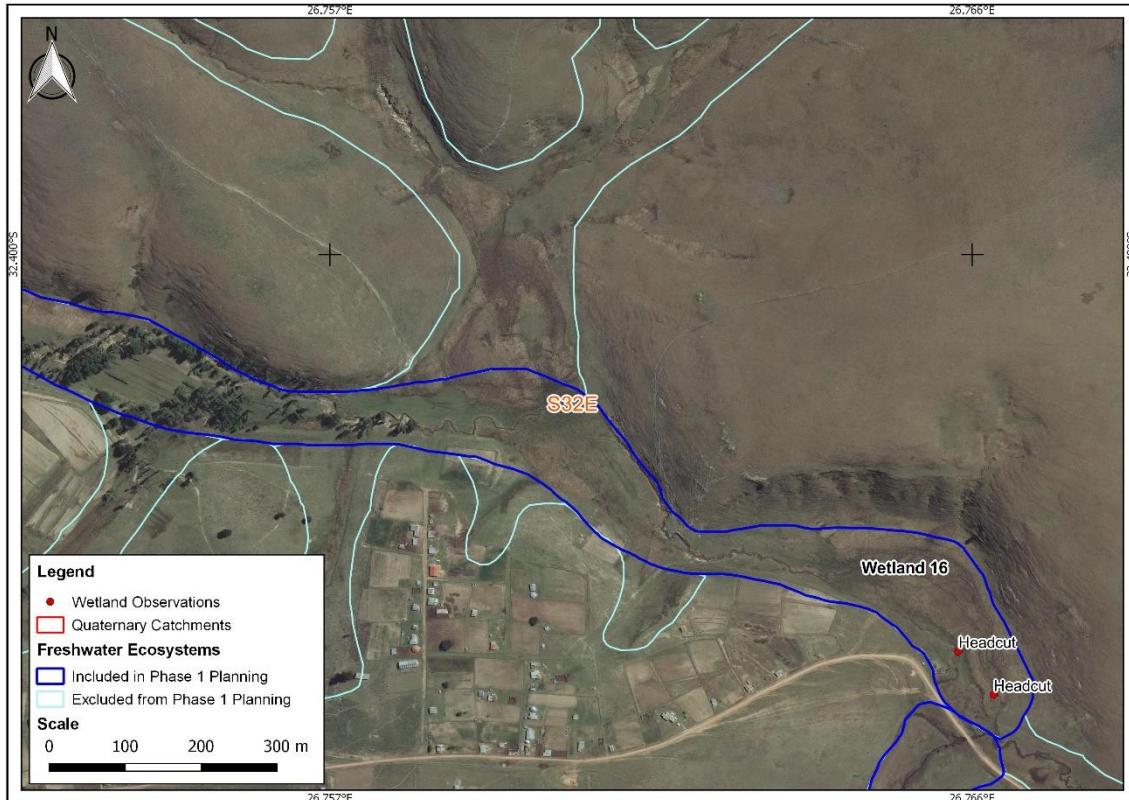 26.757°E
26.766°E
N
32.400°S
S32E
Wetland 16
Headcut
Headcut
Legend
Wetland Observations
Quaternary Catchments
Freshwater Ecosystems
Included in Phase 1 Planning
Excluded from Phase 1 Planning
Scale
0 100 200 300 m
26.757°E
26.766°E